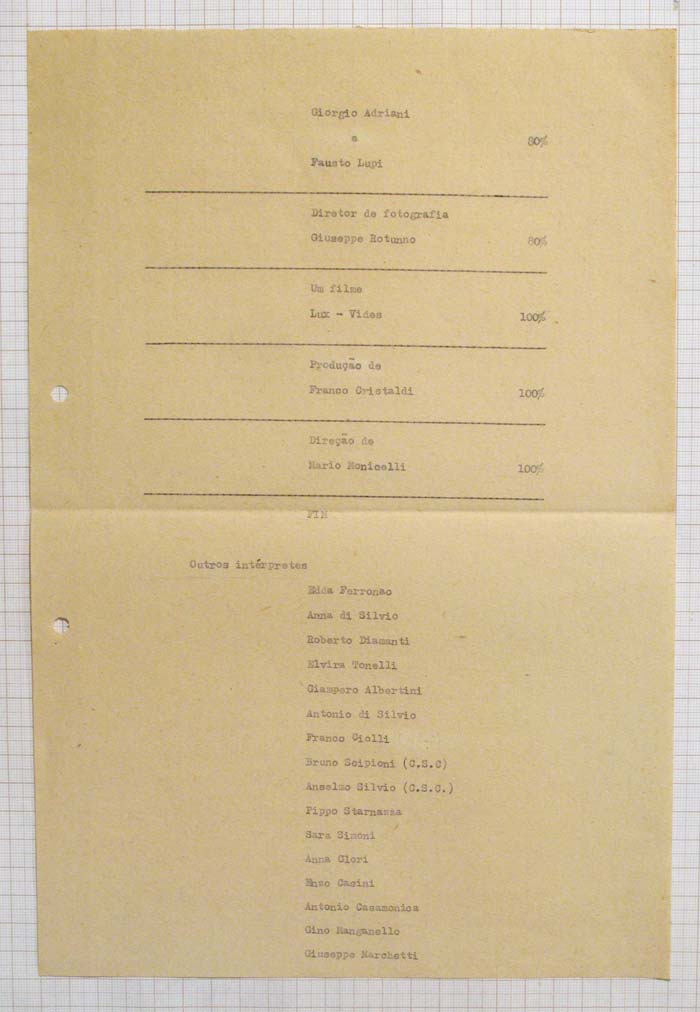 Giorgio Adriani
e
80%
Fausto Lupi
Diretor de fotografia
Giuseppe Rotunno 80%
Um filme
Lux - Vides 100%
Produção de
Franco Cristaldi 100%
Direção de
Mario Monicelli 100%
FIM
Outros intérpretes
Edda Ferronao
Anna di Silvio
Roberto Diamanti
Elvira Tonelli
Giampero Albertini
Antonio di Silvio
Franco Ciolli
Bruno Scipioni (C.S.C)
Anselmo Silvio (C.S.C.)
Pippo Starnazza
Sara Simoni
Anna Glori
Enzo Casini
Antonio Casamonica
Gino Manganello
Giuseppe Marchetti